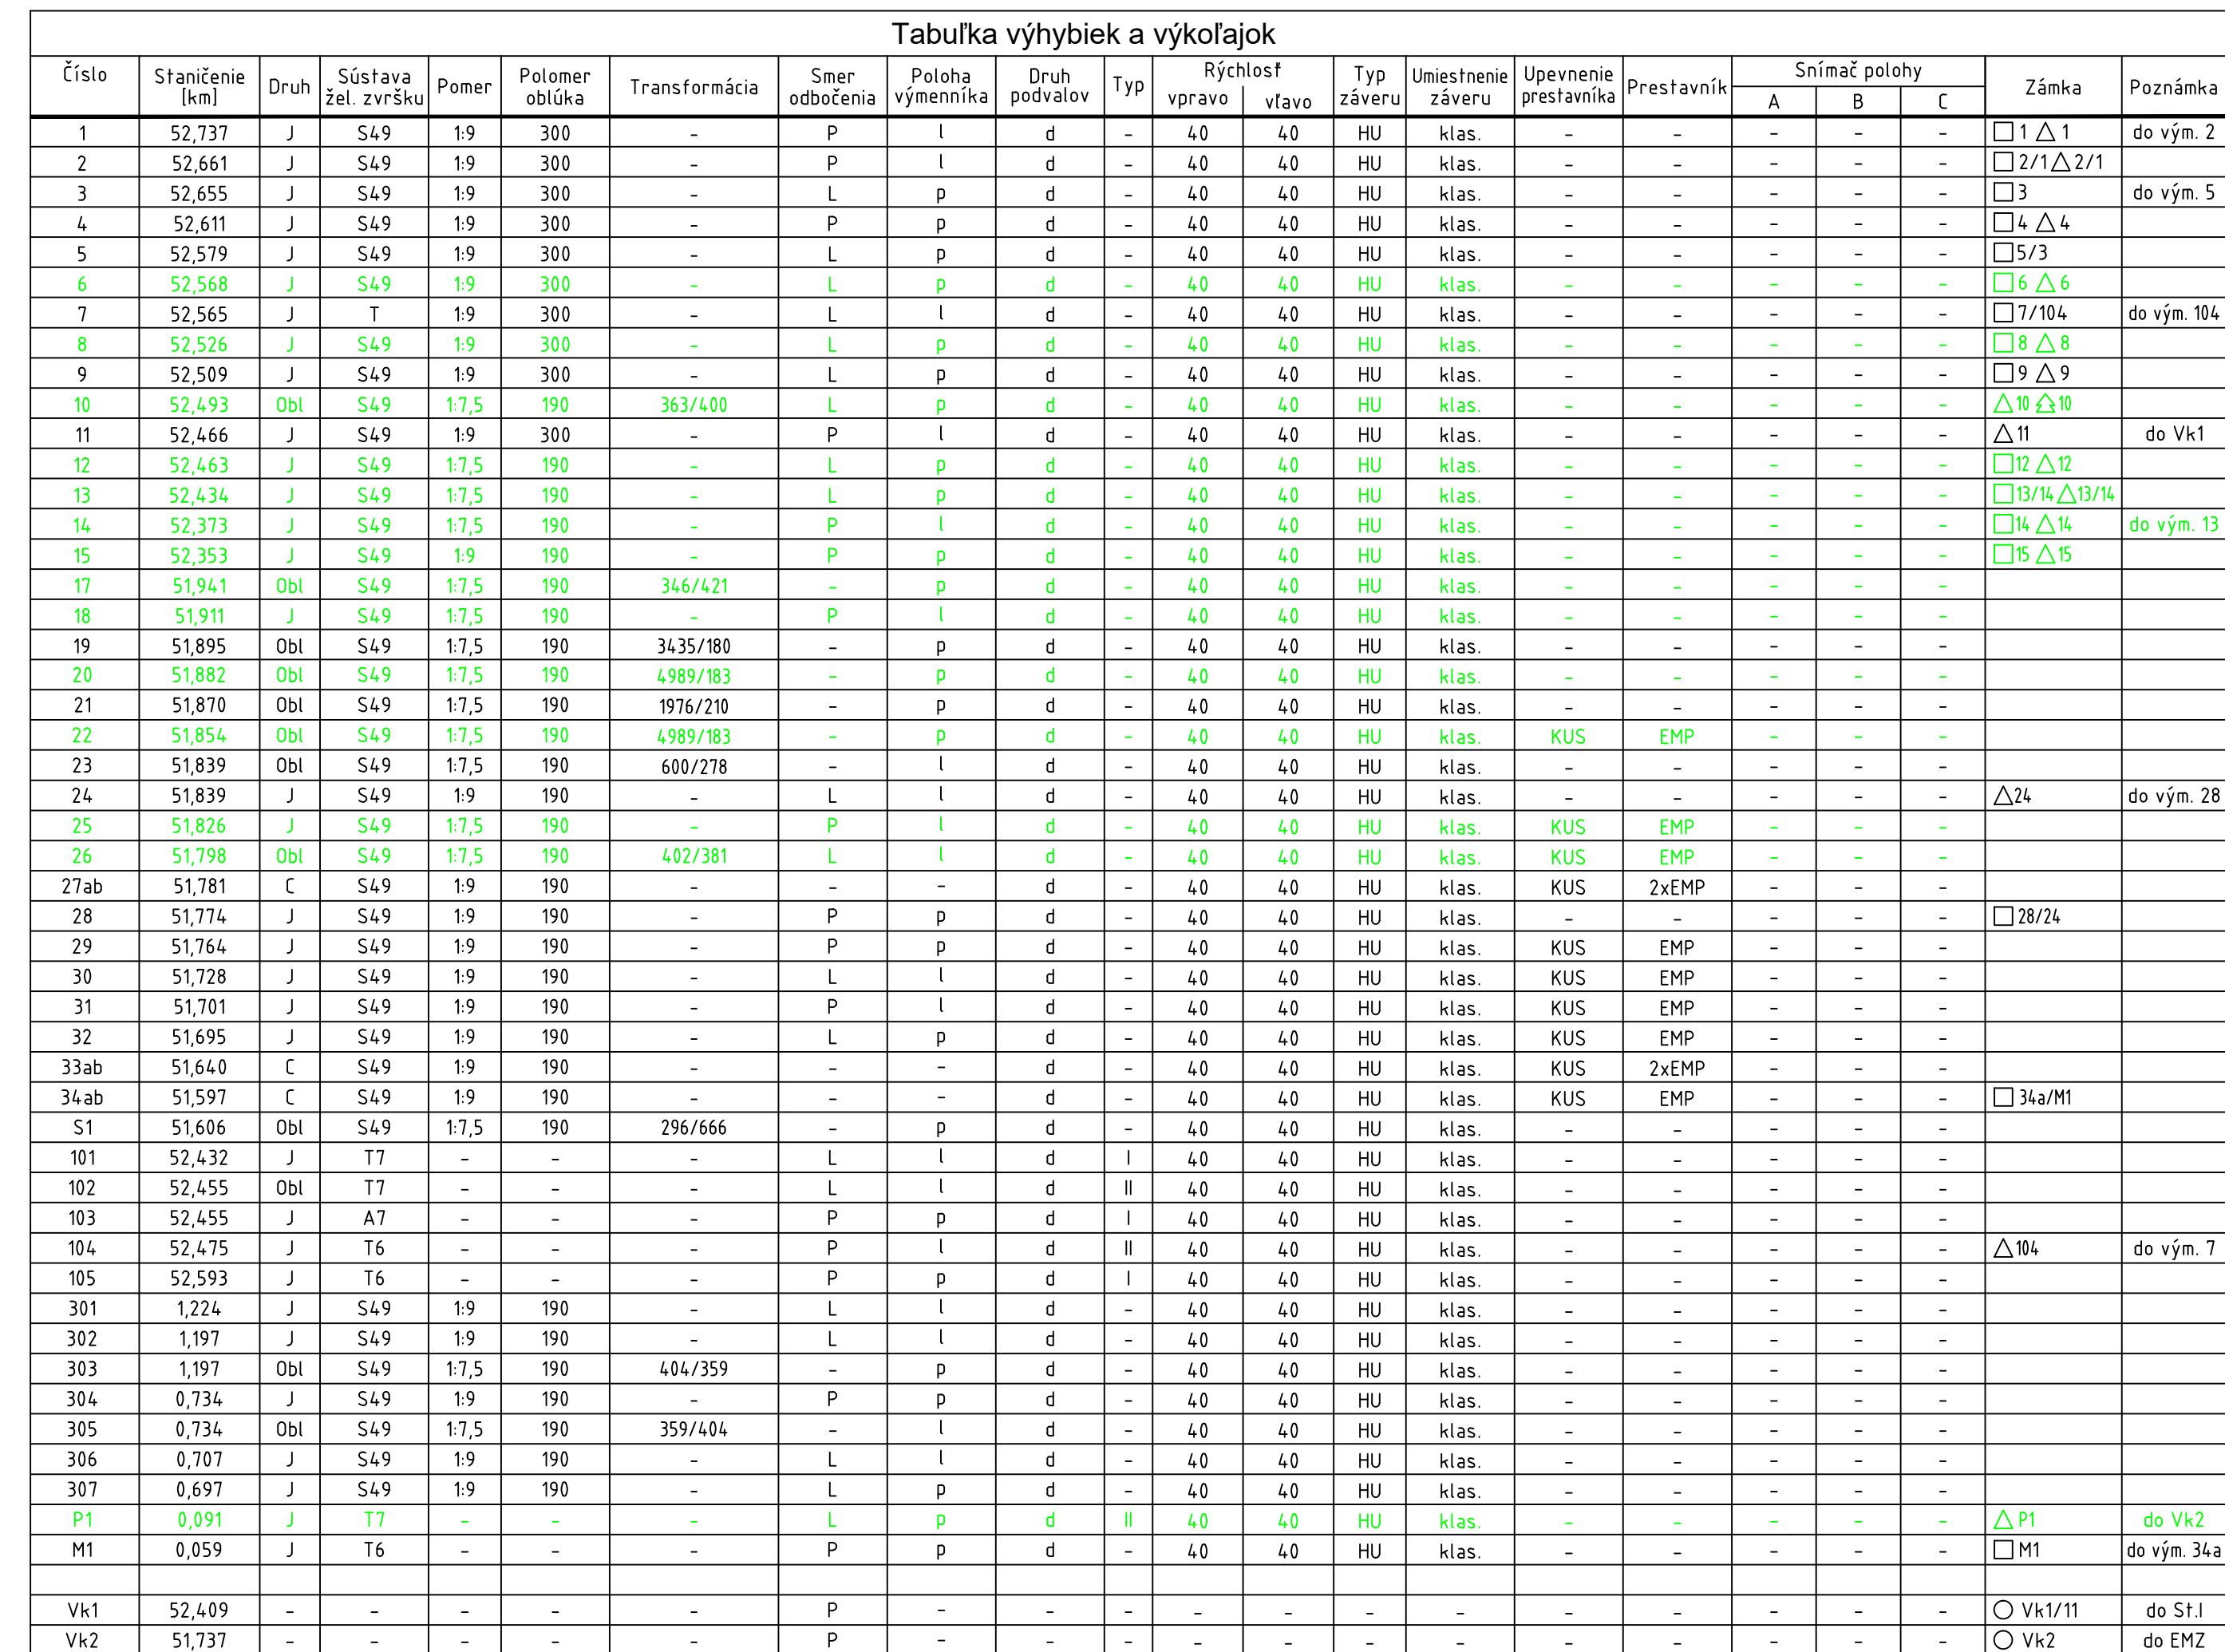 Tabuľka výhybiek a výkoľajok
Číslo Staničenie [km] Druh Sústava žel. zvršku Pomer Polomer oblúka Transformácia Smer odbočenia Poloha výmenníka Druh podvalov Typ Rýchlosť vpravo vľavo Typ záveru Umiestnenie záveru Upevnenie prestavníka Prestavník Snímač polohy A B C Zámka Poznámka
1 52,737 J S49 1:9 300 - P l d - 40 40 HU klas. - - - - - □ 1 △ 1 do vým. 2
2 52,661 J S49 1:9 300 - P l d - 40 40 HU klas. - - - - - □ 2/1 △ 2/1
3 52,655 J S49 1:9 300 - L p d - 40 40 HU klas. - - - - - □ 3 do vým. 5
4 52,611 J S49 1:9 300 - P p d - 40 40 HU klas. - - - - - □ 4 △ 4
5 52,579 J S49 1:9 300 - L p d - 40 40 HU klas. - - - - - □ 5/3
6 52,568 J S49 1:9 300 - L p d - 40 40 HU klas. - - - - - □ 6 △ 6
7 52,565 J T 1:9 300 - L l d - 40 40 HU klas. - - - - - □ 7/104 do vým. 104
8 52,526 J S49 1:9 300 - L p d - 40 40 HU klas. - - - - - □ 8 △ 8
9 52,509 J S49 1:9 300 - L p d - 40 40 HU klas. - - - - - □ 9 △ 9
10 52,493 Obl S49 1:7,5 190 363/400 L p d - 40 40 HU klas. - - - - - △ 10 △ 10
11 52,466 J S49 1:9 300 - P l d - 40 40 HU klas. - - - - - △ 11 do Vk1
12 52,463 J S49 1:7,5 190 - L p d - 40 40 HU klas. - - - - - □ 12 △ 12
13 52,434 J S49 1:7,5 190 - L p d - 40 40 HU klas. - - - - - □ 13/14 △ 13/14
14 52,373 J S49 1:7,5 190 - P l d - 40 40 HU klas. - - - - - □ 14 △ 14 do vým. 13
15 52,353 J S49 1:9 190 - P p d - 40 40 HU klas. - - - - - □ 15 △ 15
17 51,941 Obl S49 1:7,5 190 346/421 - p d - 40 40 HU klas. - - - - -
18 51,911 J S49 1:7,5 190 - P l d - 40 40 HU klas. - - - - -
19 51,895 Obl S49 1:7,5 190 3435/180 - p d - 40 40 HU klas. - - - - -
20 51,882 Obl S49 1:7,5 190 4989/183 - p d - 40 40 HU klas. - - - - -
21 51,870 Obl S49 1:7,5 190 1976/210 - p d - 40 40 HU klas. - - - - -
22 51,854 Obl S49 1:7,5 190 4989/183 - p d - 40 40 HU klas. KUS EMP - - -
23 51,839 Obl S49 1:7,5 190 600/278 - l d - 40 40 HU klas. - - - - -
24 51,839 J S49 1:9 190 - L l d - 40 40 HU klas. - - - - - △ 24 do vým. 28
25 51,826 J S49 1:7,5 190 - P l d - 40 40 HU klas. KUS EMP - - -
26 51,798 Obl S49 1:7,5 190 402/381 L l d - 40 40 HU klas. KUS EMP - - -
27ab 51,781 C S49 1:9 190 - - - d - 40 40 HU klas. KUS 2xEMP - - -
28 51,774 J S49 1:9 190 - P p d - 40 40 HU klas. - - - - - □ 28/24
29 51,764 J S49 1:9 190 - P p d - 40 40 HU klas. KUS EMP - - -
30 51,728 J S49 1:9 190 - L l d - 40 40 HU klas. KUS EMP - - -
31 51,701 J S49 1:9 190 - P l d - 40 40 HU klas. KUS EMP - - -
32 51,695 J S49 1:9 190 - L p d - 40 40 HU klas. KUS EMP - - -
33ab 51,640 C S49 1:9 190 - - - d - 40 40 HU klas. KUS 2xEMP - - -
34ab 51,597 C S49 1:9 190 - - - d - 40 40 HU klas. KUS EMP - - - □ 34a/M1
S1 51,606 Obl S49 1:7,5 190 296/666 - p d - 40 40 HU klas. - - - - -
101 52,432 J T7 - - - L l d I 40 40 HU klas. - - - - -
102 52,455 Obl T7 - - - L l d II 40 40 HU klas. - - - - -
103 52,455 J A7 - - - P p d I 40 40 HU klas. - - - - -
104 52,475 J T6 - - - P l d II 40 40 HU klas. - - - - - △ 104 do vým. 7
105 52,593 J T6 - - - P p d I 40 40 HU klas. - - - - -
301 1,224 J S49 1:9 190 - L l d - 40 40 HU klas. - - - - -
302 1,197 J S49 1:9 190 - L l d - 40 40 HU klas. - - - - -
303 1,197 Obl S49 1:7,5 190 404/359 - p d - 40 40 HU klas. - - - - -
304 0,734 J S49 1:9 190 - P p d - 40 40 HU klas. - - - - -
305 0,734 Obl S49 1:7,5 190 359/404 - l d - 40 40 HU klas. - - - - -
306 0,707 J S49 1:9 190 - L l d - 40 40 HU klas. - - - - -
307 0,697 J S49 1:9 190 - L p d - 40 40 HU klas. - - - - -
P1 0,091 J T7 - - - L p d II 40 40 HU klas. - - - - - △ P1 do Vk2
M1 0,059 J T6 - - - P p d - 40 40 HU klas. - - - - - □ M1 do vým. 34a
Vk1 52,409 - - - - - P - - - - - - - - - - - - ○ Vk1/11 do St.I
Vk2 51,737 - - - - - P - - - - - - - - - - - - ○ Vk2 do EMZ